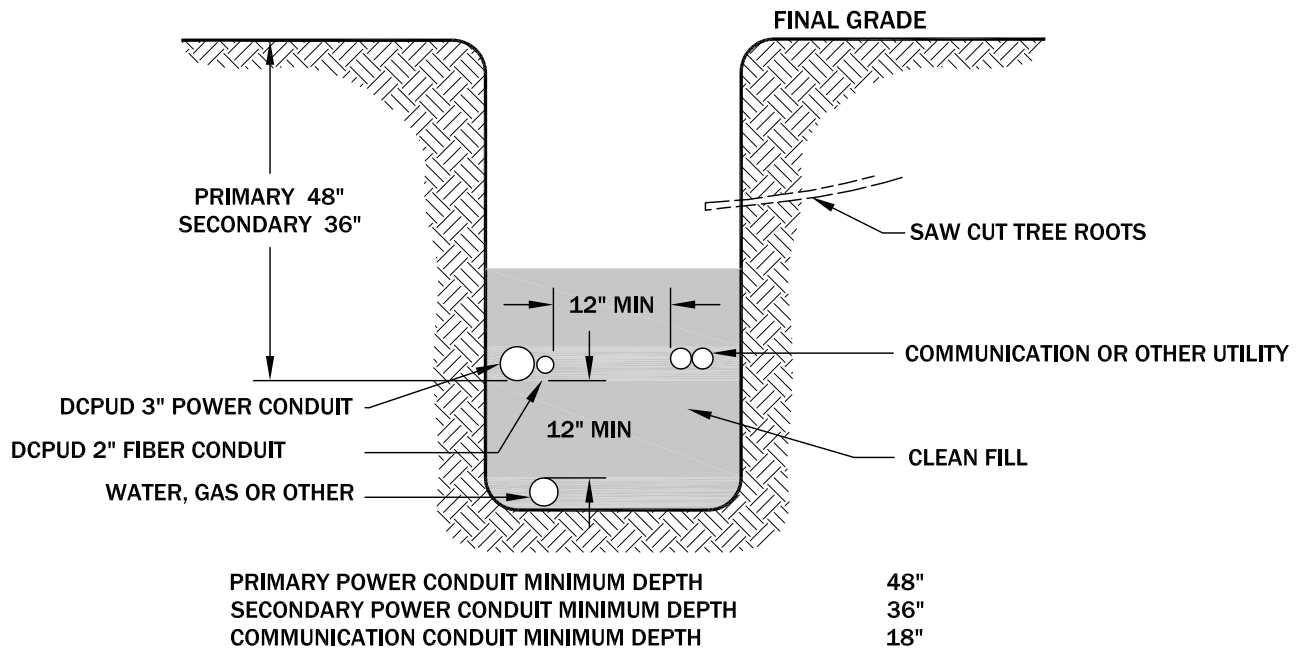 FINAL GRADE
PRIMARY 48"
SECONDARY 36"
SAW CUT TREE ROOTS
12" MIN
COMMUNICATION OR OTHER UTILITY
DCPUD 3" POWER CONDUIT
12" MIN
DCPUD 2" FIBER CONDUIT
CLEAN FILL
WATER, GAS OR OTHER
PRIMARY POWER CONDUIT MINIMUM DEPTH 48"
SECONDARY POWER CONDUIT MINIMUM DEPTH 36"
COMMUNICATION CONDUIT MINIMUM DEPTH 18"